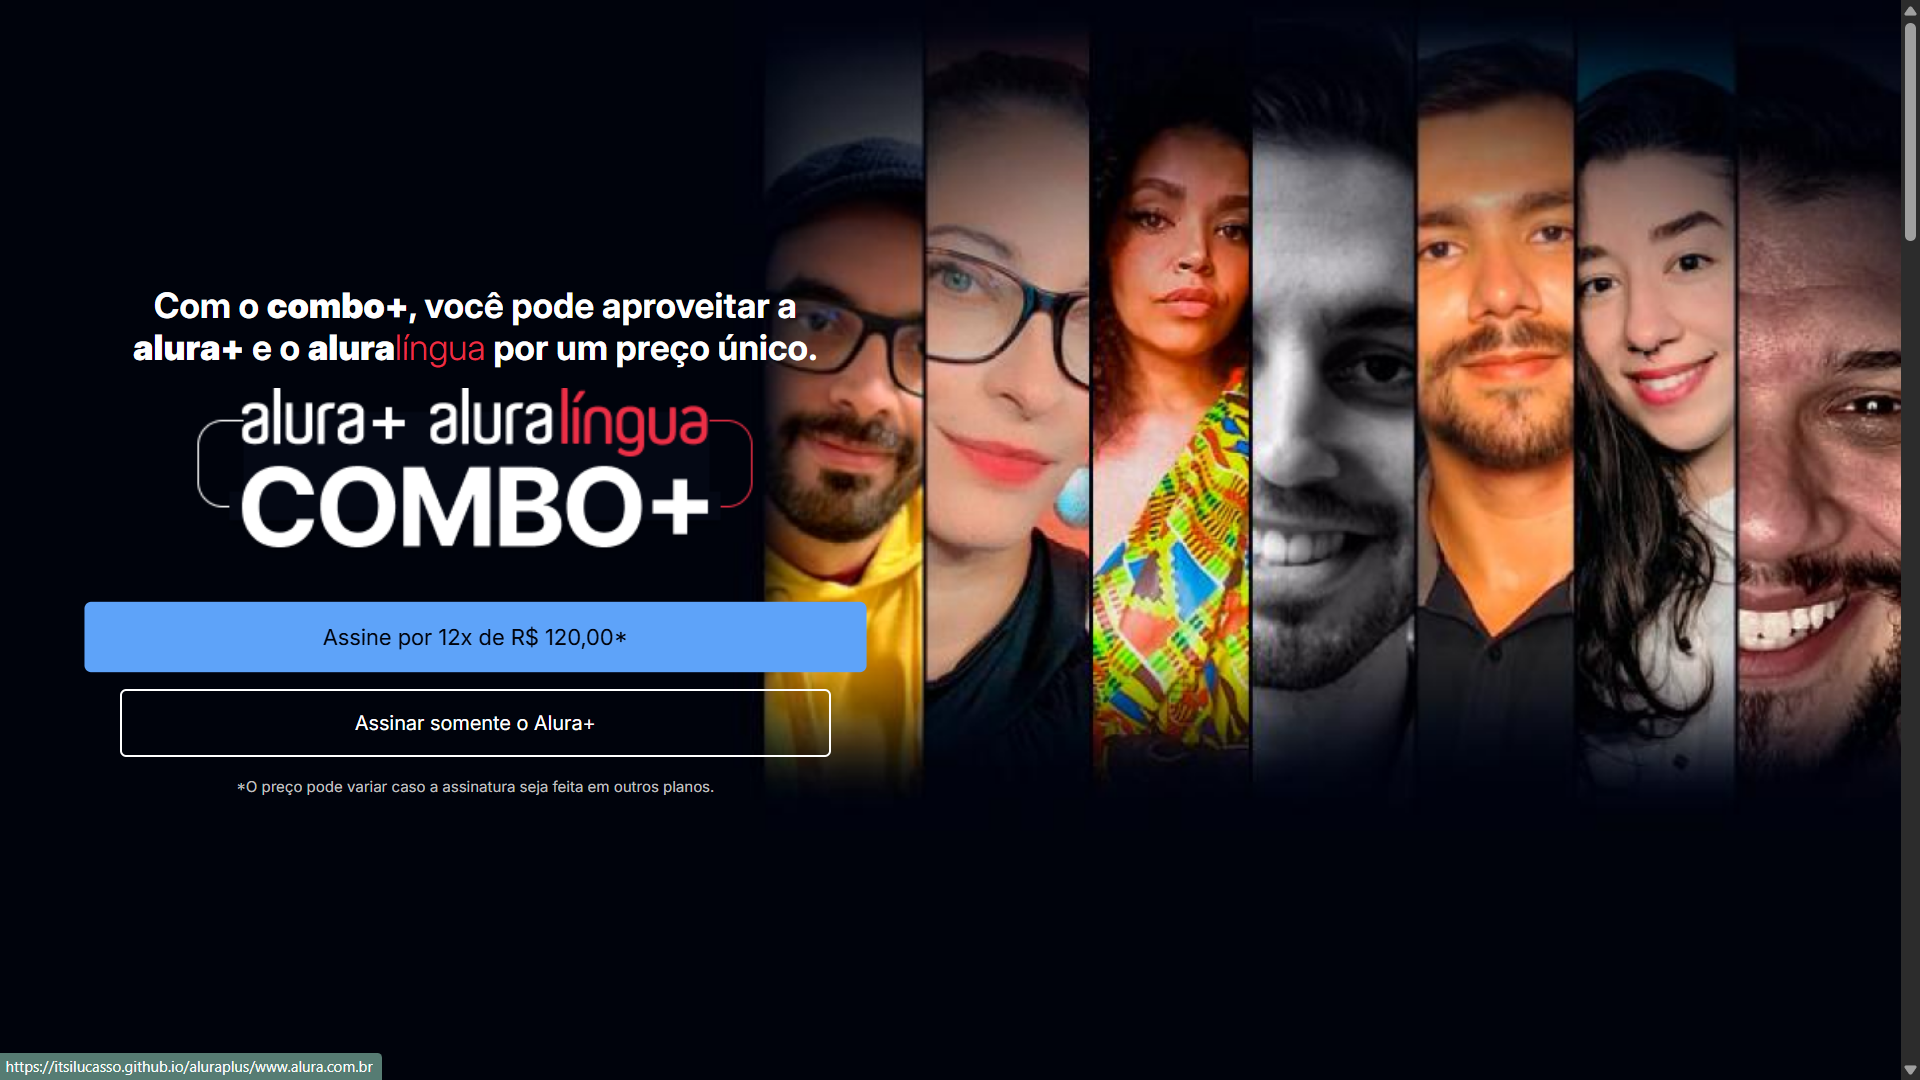 Com o combo+, você pode aproveitar a
alura+ e o aluralíngua por um preço único.
alura+ aluralíngua
COMBO+
Assine por 12x de R$ 120,00*
Assinar somente o Alura+
*O preço pode variar caso a assinatura seja feita em outros planos.
https://itsilucasso.github.io/aluraplus/www.alura.com.br